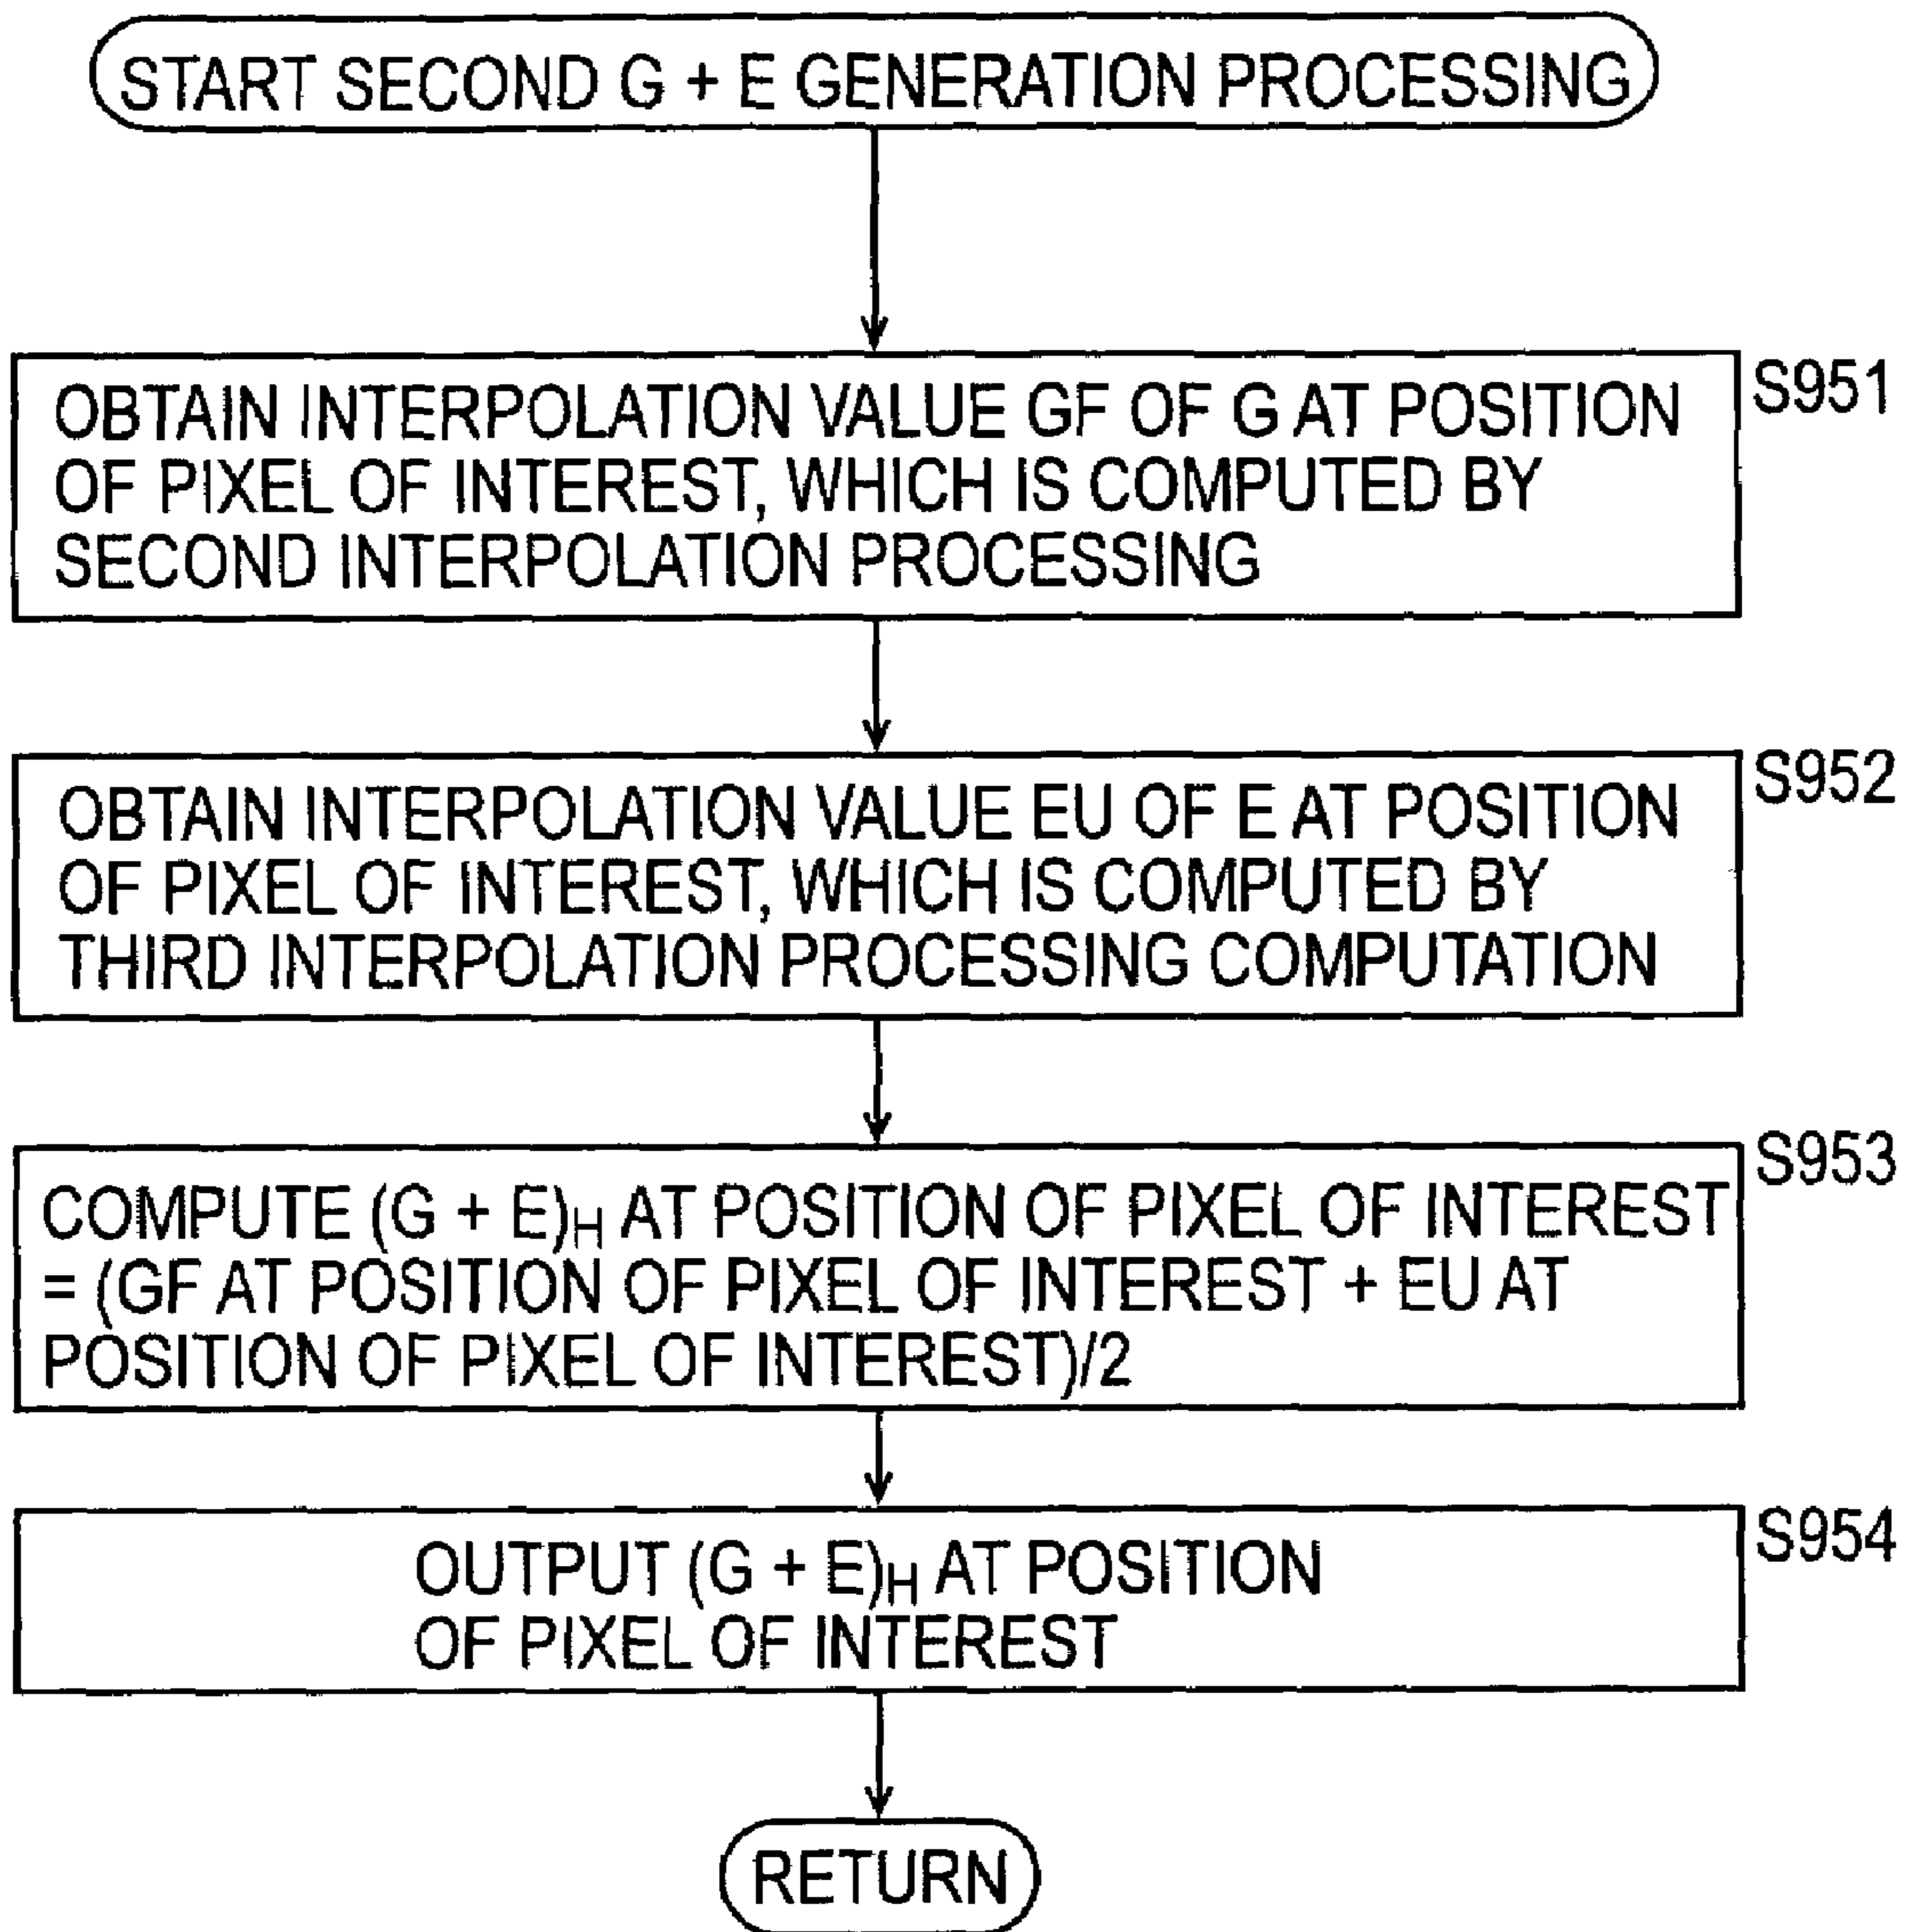 START SECOND G + E GENERATION PROCESSING
OBTAIN INTERPOLATION VALUE GF OF G AT POSITION
OF PIXEL OF INTEREST, WHICH IS COMPUTED BY
SECOND INTERPOLATION PROCESSING
S951
OBTAIN INTERPOLATION VALUE EU OF E AT POSITION
OF PIXEL OF INTEREST, WHICH IS COMPUTED BY
THIRD INTERPOLATION PROCESSING COMPUTATION
S952
COMPUTE (G + E)H AT POSITION OF PIXEL OF INTEREST
= (GF AT POSITION OF PIXEL OF INTEREST + EU AT
POSITION OF PIXEL OF INTEREST)/2
S953
OUTPUT (G + E)H AT POSITION
OF PIXEL OF INTEREST
S954
RETURN